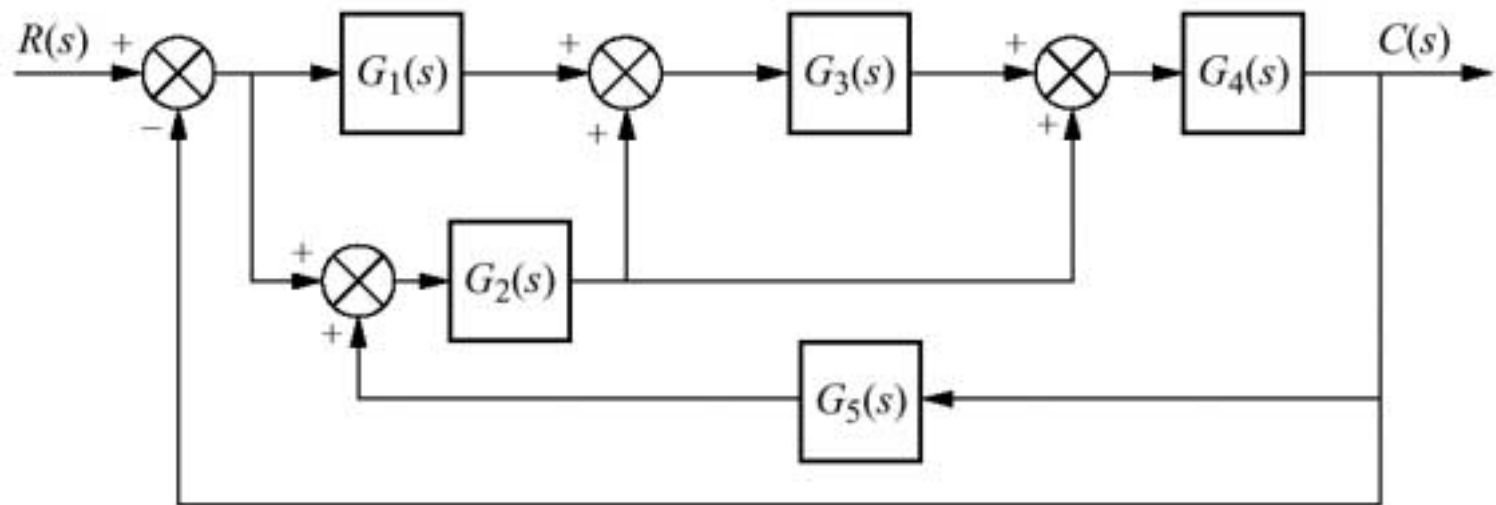 R(s) + + + C(s)
G₁(s) G₃(s) G₄(s)
− + +
+
G₂(s)
+
G₅(s)